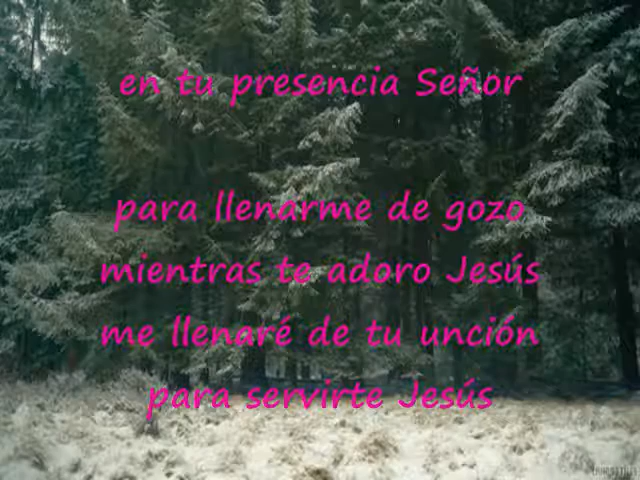 en tu presencia Señor
para llenarme de gozo
mientras te adoro Jesús
me llenaré de tu unción
para servirte Jesús